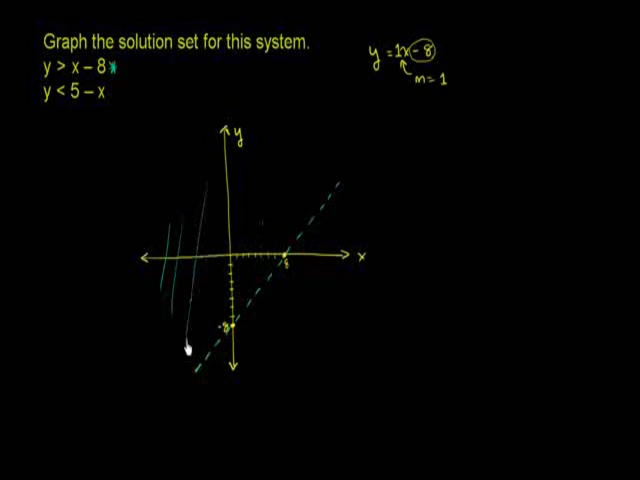 Graph the solution set for this system.
y > x – 8*
y < 5 – x
y = 1x - 8
m = 1
y
x
8
-8